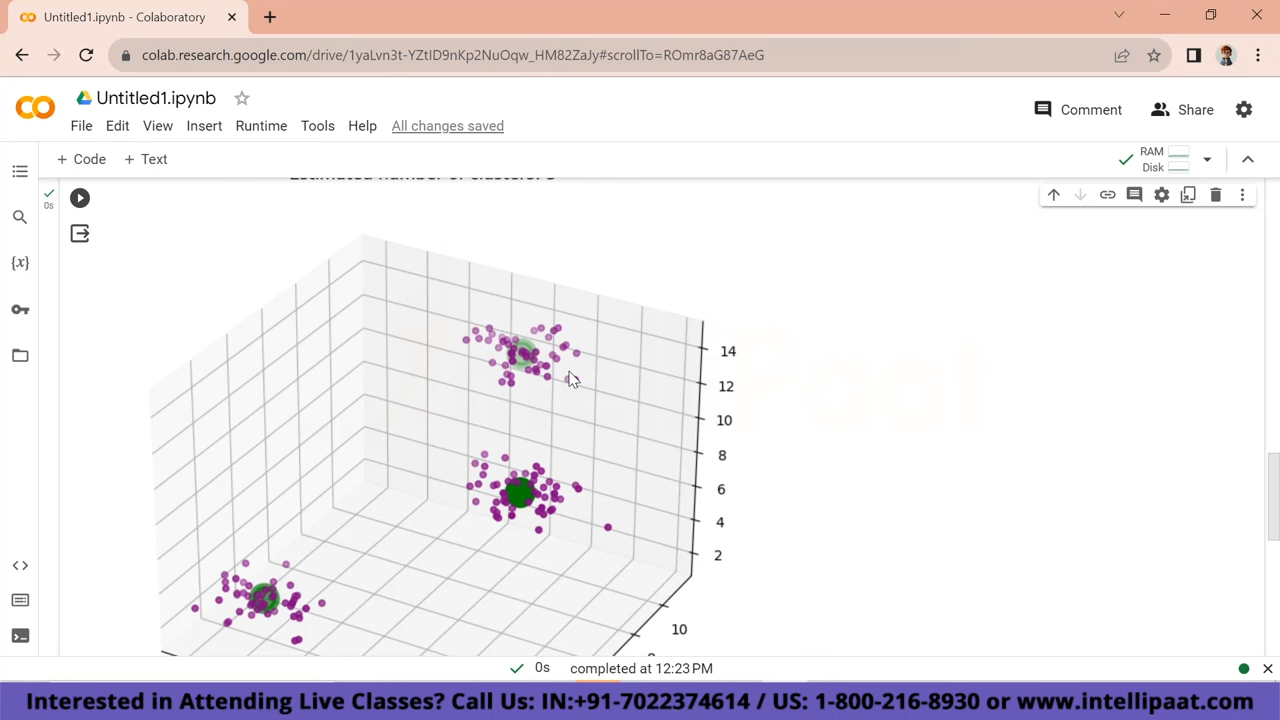 Untitled1.ipynb - Colaboratory
colab.research.google.com/drive/1yaLvn3t-YZtID9nKp2NuOqw_HM82ZaJy#scrollTo=ROmr8aG87AeG
Untitled1.ipynb
Comment
Share
File Edit View Insert Runtime Tools Help All changes saved
+ Code + Text
RAM
Disk
0s
{x}
14
12
10
8
6
4
2
10
0s completed at 12:23 PM
Interested in Attending Live Classes? Call Us: IN:+91-7022374614 / US: 1-800-216-8930 or www.intellipaat.com